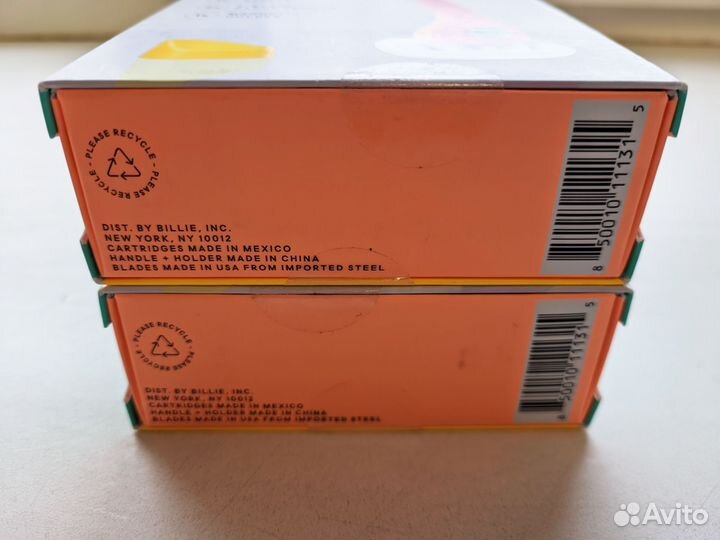 PLEASE RECYCLE - PLEASE RECYCLE -
DIST. BY BILLIE, INC.
NEW YORK, NY 10012
CARTRIDGES MADE IN MEXICO
HANDLE + HOLDER MADE IN CHINA
BLADES MADE IN USA FROM IMPORTED STEEL
8 50010 11131 5
PLEASE RECYCLE - PLEASE RECYCLE -
DIST. BY BILLIE, INC.
NEW YORK, NY 10012
CARTRIDGES MADE IN MEXICO
HANDLE + HOLDER MADE IN CHINA
BLADES MADE IN USA FROM IMPORTED STEEL
8 50010 11131 5
Avito